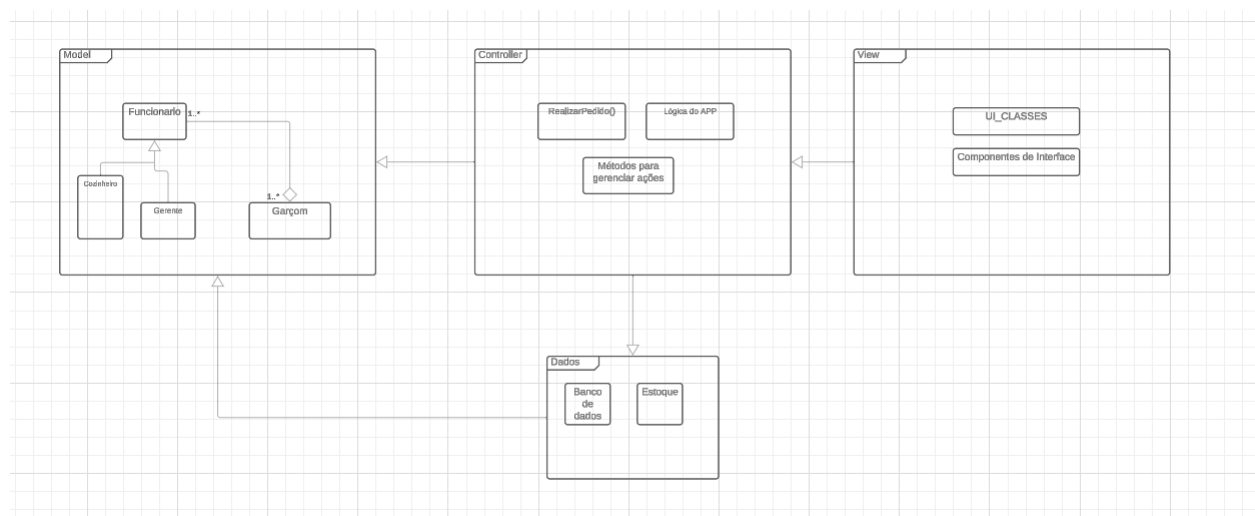 Model
Funcionario
1..*
Cozinheiro
Gerente
1..*
Garçom
Controller
RealizarPedido()
Lógica do APP
Métodos para
gerenciar ações
View
UI_CLASSES
Componentes de Interface
Dados
Banco
de
dados
Estoque